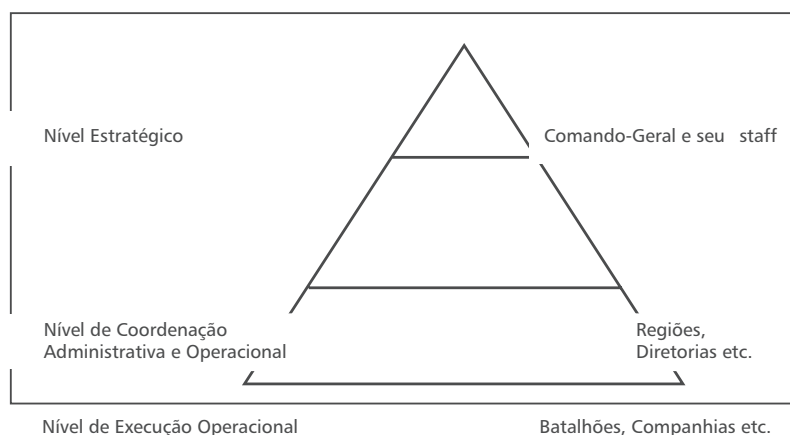 Nível Estratégico
Comando-Geral e seu staff
Nível de Coordenação
Administrativa e Operacional
Regiões,
Diretorias etc.
Nível de Execução Operacional
Batalhões, Companhias etc.